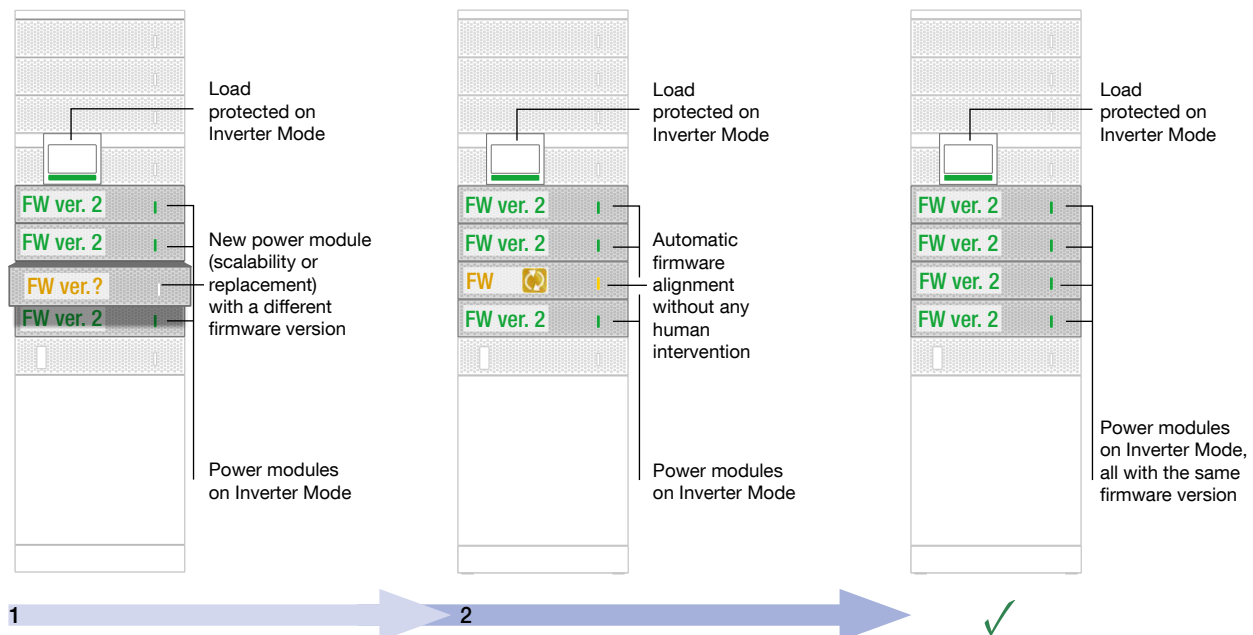 Load
protected on
Inverter Mode
FW ver. 2
FW ver. 2
FW ver.?
FW ver. 2
New power module
(scalability or
replacement)
with a different
firmware version
Power modules
on Inverter Mode
Load
protected on
Inverter Mode
FW ver. 2
FW ver. 2
FW
FW ver. 2
Automatic
firmware
alignment
without any
human
intervention
Power modules
on Inverter Mode
Load
protected on
Inverter Mode
FW ver. 2
FW ver. 2
FW ver. 2
FW ver. 2
Power modules
on Inverter Mode,
all with the same
firmware version
1
2